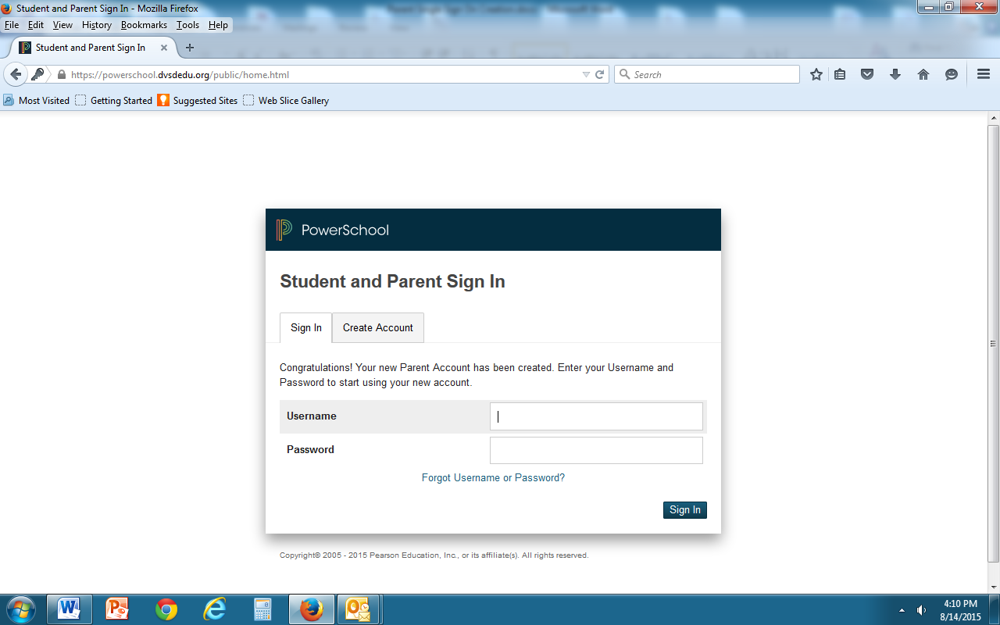 Student and Parent Sign In - Mozilla Firefox
File Edit View History Bookmarks Tools Help
Student and Parent Sign In
https://powerschool.dvsdedu.org/public/home.html
Search
Most Visited Getting Started Suggested Sites Web Slice Gallery
PowerSchool
Student and Parent Sign In
Sign In Create Account
Congratulations! Your new Parent Account has been created. Enter your Username and
Password to start using your new account.
Username
Password
Forgot Username or Password?
Sign In
Copyright© 2005 - 2015 Pearson Education, Inc., or its affiliate(s). All rights reserved.
4:10 PM
8/14/2015